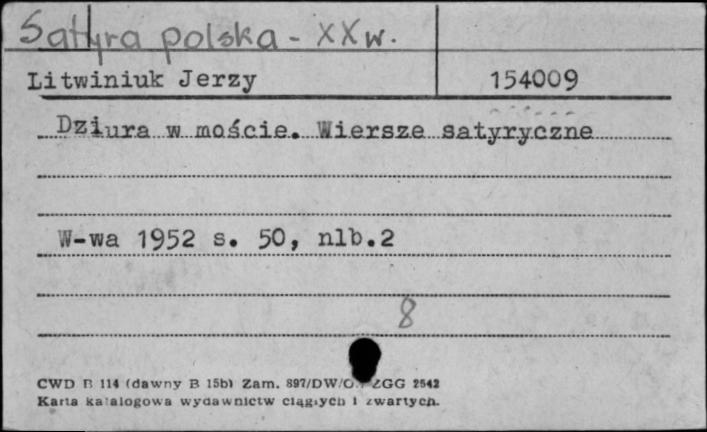 Satyra polska - XX w.
Litwiniuk Jerzy 154009
Dziura w moście. Wiersze satyryczne
W-wa 1952 s. 50, nlb.2
8
CWD B 114 (dawny B 15b) Zam. 897/DW/O. ZGG 2542
Karta katalogowa wydawnictw ciągłych i zwartych.